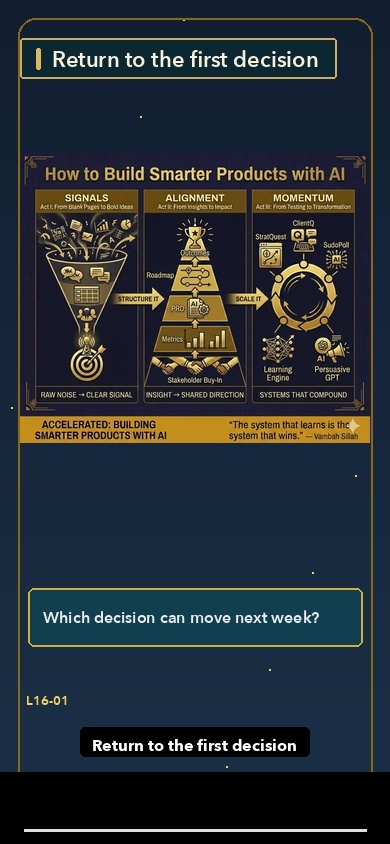 Return to the first decision
How to Build Smarter Products with AI
SIGNALS
Act I: From Blank Pages to Bold Ideas
ALIGNMENT
Act II: From Insights to Impact
MOMENTUM
Act III: From Testing to Transformation
Outcomes
Roadmap
PRD
AI
Metrics
Stakeholder Buy-In
STRUCTURE IT
SCALE IT
ClientQ
StratQuest
SudoPoll
AI
Learning
Engine
AI
Persuasive
GPT
RAW NOISE → CLEAR SIGNAL
INSIGHT → SHARED DIRECTION
SYSTEMS THAT COMPOUND
ACCELERATED: BUILDING
SMARTER PRODUCTS WITH AI
“The system that learns is the
system that wins.” — Vambah Sillah
Which decision can move next week?
L16-01
Return to the first decision